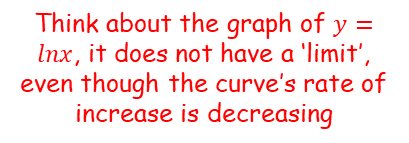 Think about the graph of y =
lnx, it does not have a ‘limit’,
even though the curve’s rate of
increase is decreasing